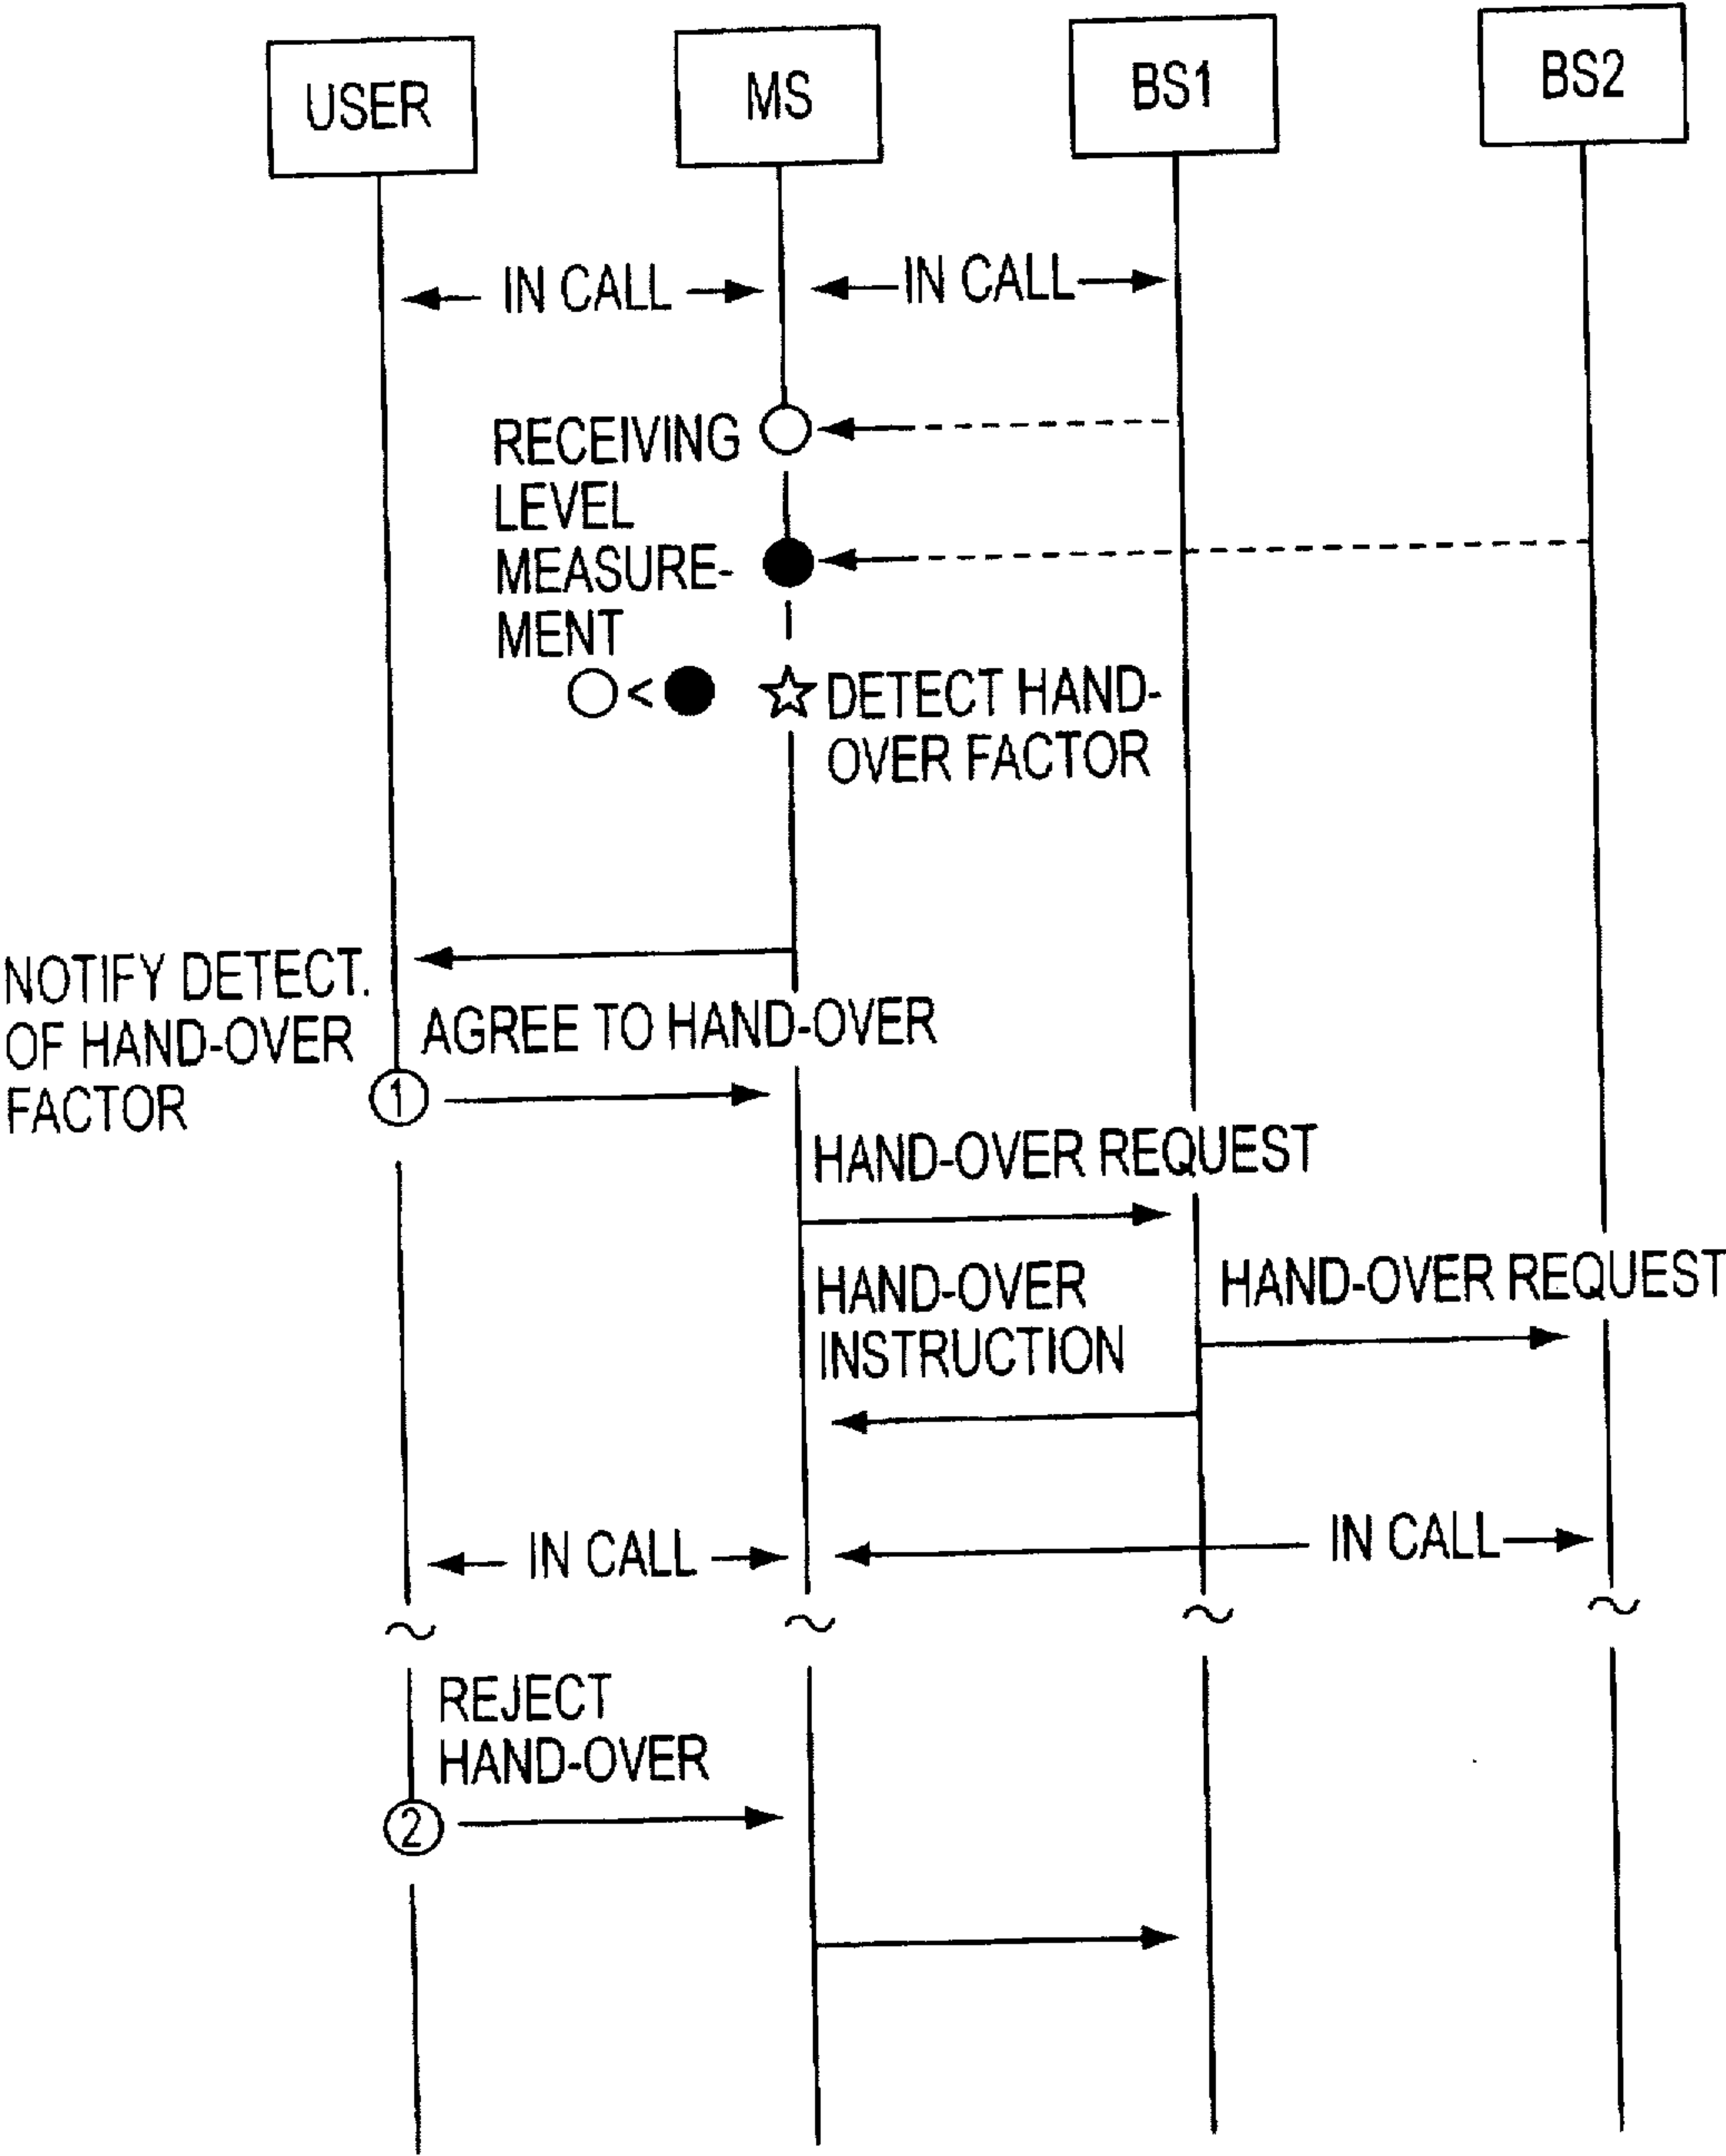 USER
MS
BS1
BS2
IN CALL
IN CALL
RECEIVING
LEVEL
MEASURE-
MENT
<
DETECT HAND-
OVER FACTOR
NOTIFY DETECT.
OF HAND-OVER
FACTOR
AGREE TO HAND-OVER
1
HAND-OVER REQUEST
HAND-OVER
INSTRUCTION
HAND-OVER REQUEST
IN CALL
IN CALL
REJECT
HAND-OVER
2